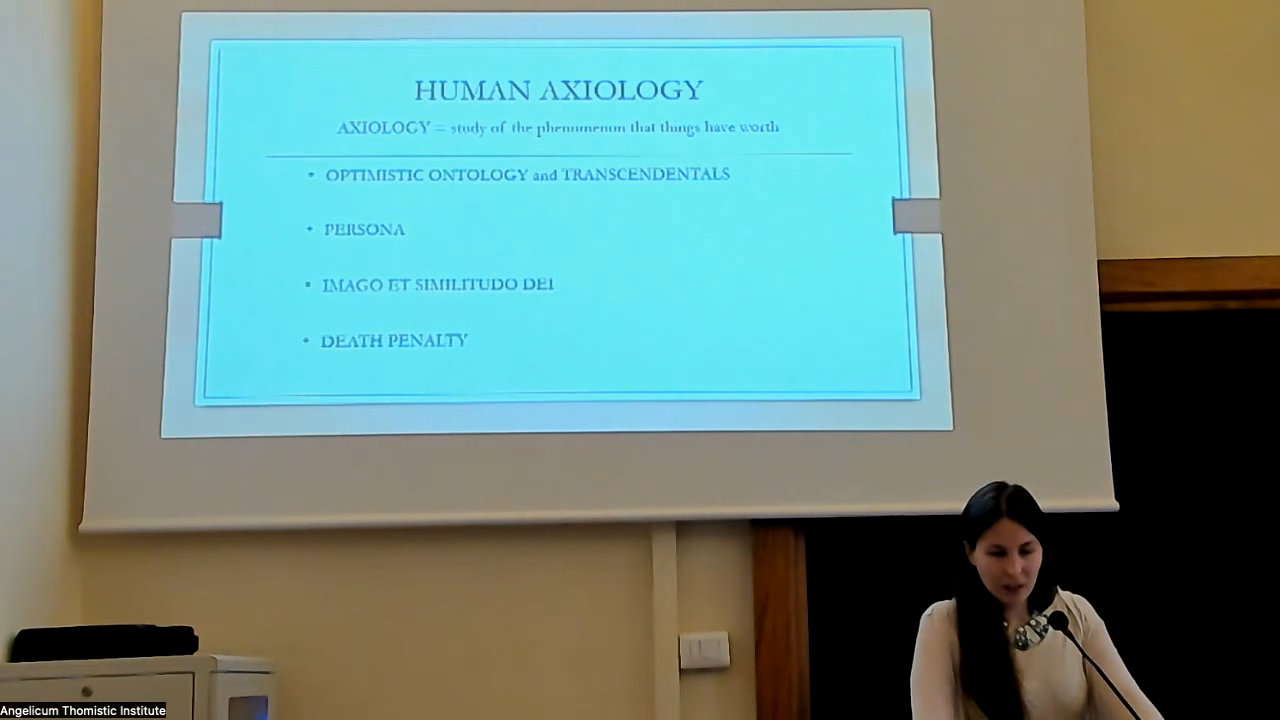 HUMAN AXIOLOGY
AXIOLOGY = study of the phenomenon that things have worth
• OPTIMISTIC ONTOLOGY and TRANSCENDENTALS
• PERSONA
• IMAGO ET SIMILITUDO DEI
• DEATH PENALTY
Angelicum Thomistic Institute